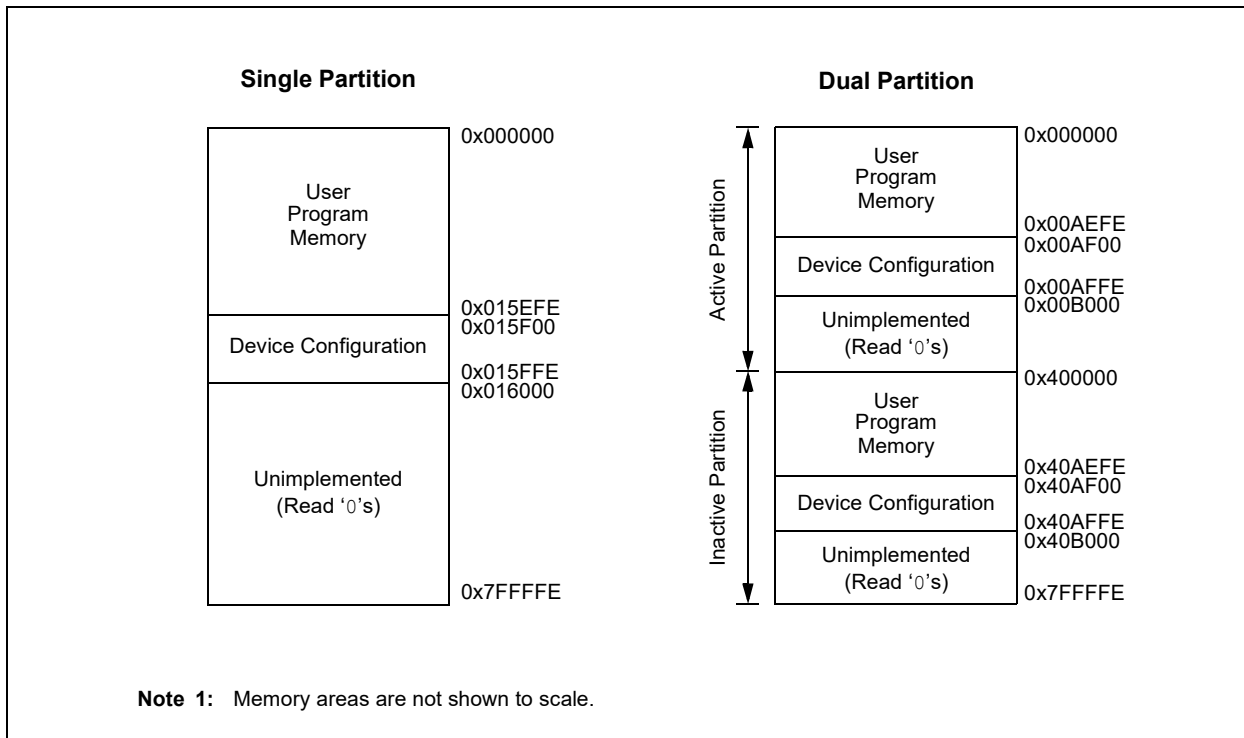 Single Partition
0x000000
User
Program
Memory
0x015EFE
0x015F00
Device Configuration
0x015FFE
0x016000
Unimplemented
(Read ‘0’s)
0x7FFFFE
Dual Partition
Active Partition
0x000000
User
Program
Memory
0x00AEFE
0x00AF00
Device Configuration
0x00AFFE
0x00B000
Unimplemented
(Read ‘0’s)
Inactive Partition
0x400000
User
Program
Memory
0x40AEFE
0x40AF00
Device Configuration
0x40AFFE
0x40B000
Unimplemented
(Read ‘0’s)
0x7FFFFE
Note 1: Memory areas are not shown to scale.